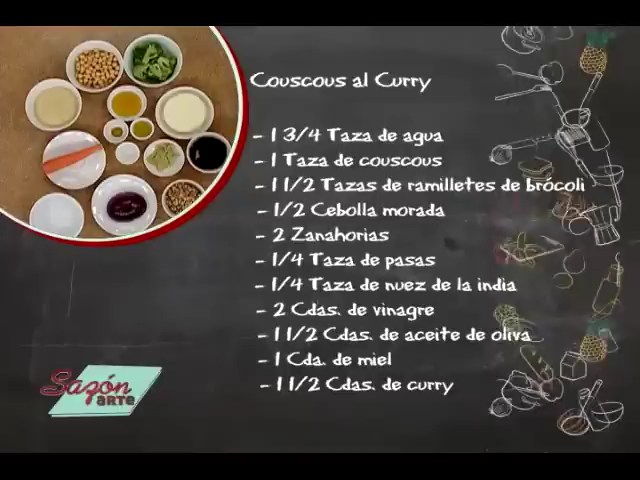 Couscous al Curry
- 1 3/4 Taza de agua
- 1 Taza de couscous
- 1 1/2 Tazas de ramilletes de brócoli
- 1/2 Cebolla morada
- 2 Zanahorias
- 1/4 Taza de pasas
- 1/4 Taza de nuez de la india
- 2 Cdas. de vinagre
- 1 1/2 Cdas. de aceite de oliva
- 1 Cda. de miel
- 1 1/2 Cdas. de curry
Sazón
ARTE